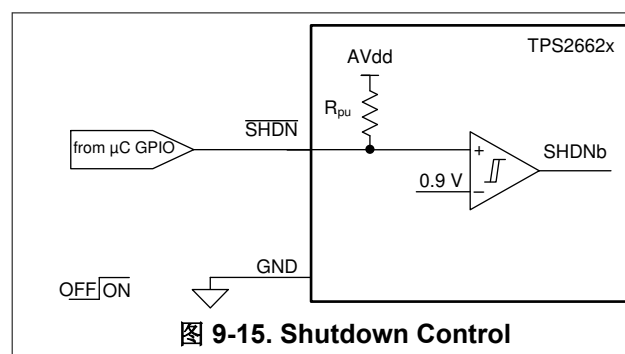 TPS2662x
AVdd
Rpu
SHDN
from µC GPIO
+
SHDNb
0.9 V
−
GND
OFF ON
图 9-15. Shutdown Control